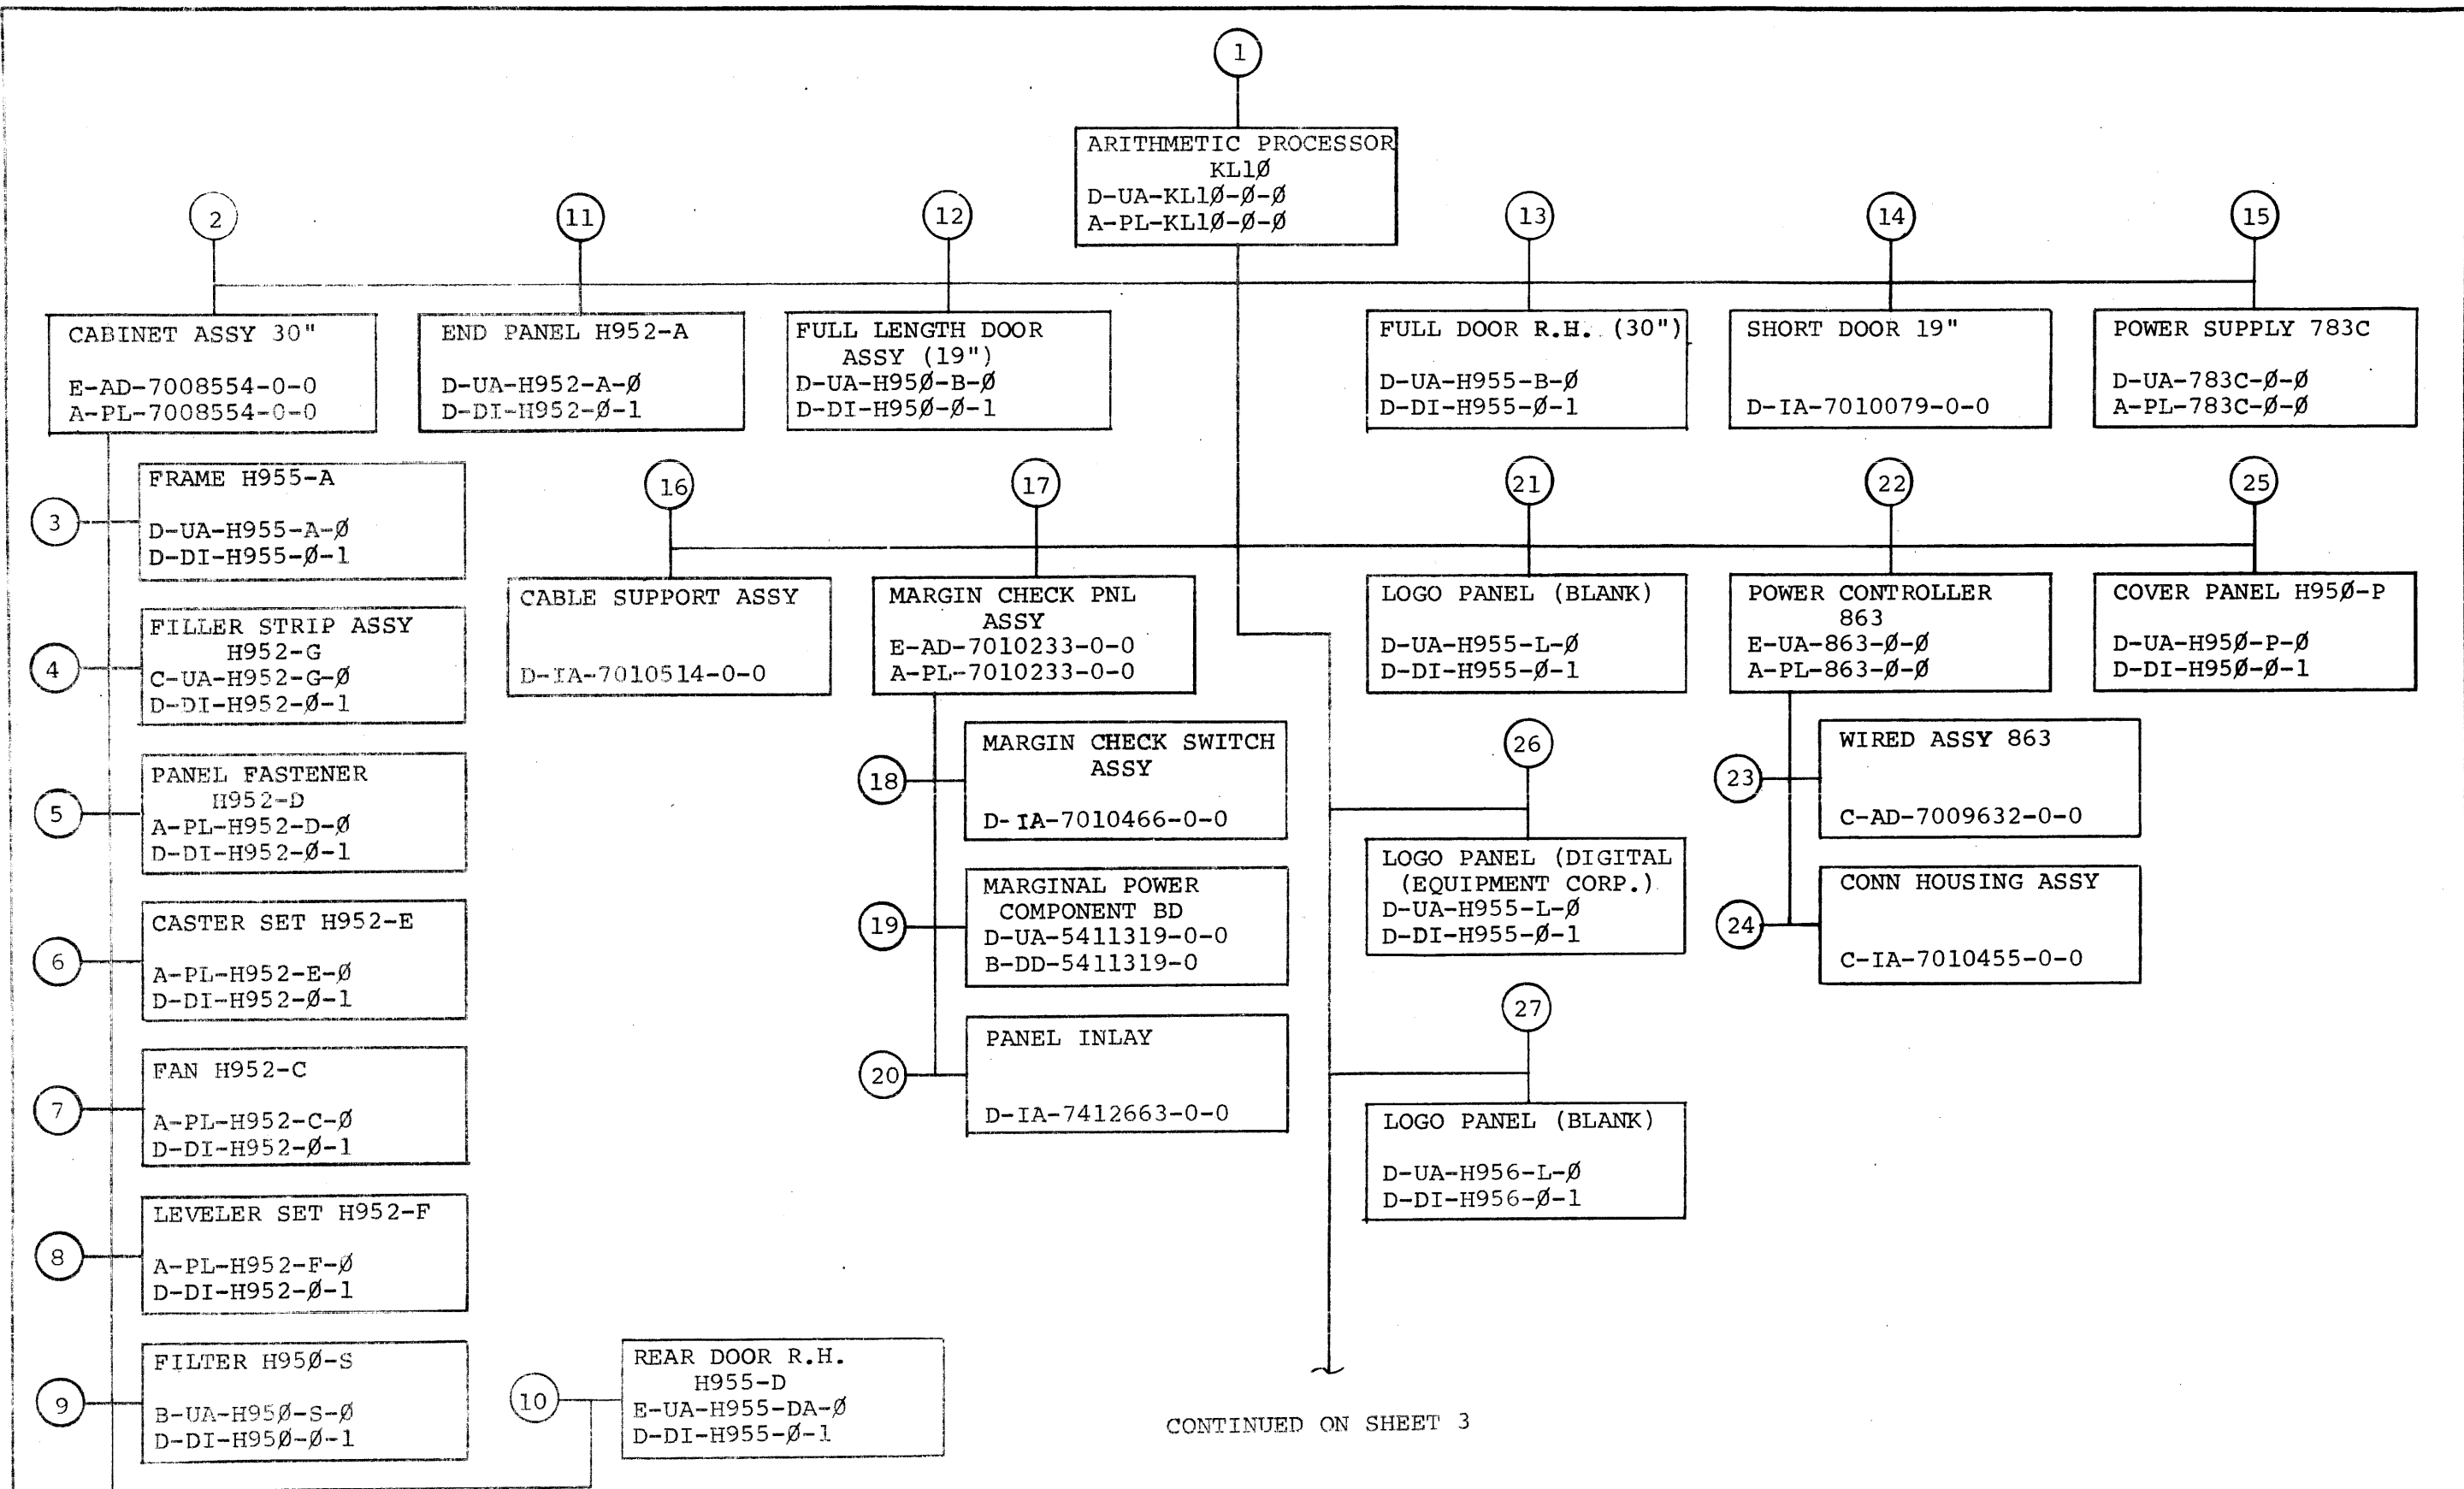 1
ARITHMETIC PROCESSOR
KL1Ø
D-UA-KL1Ø-Ø-Ø
A-PL-KL1Ø-Ø-Ø
2
CABINET ASSY 30"
E-AD-7008554-0-0
A-PL-7008554-0-0
11
END PANEL H952-A
D-UA-H952-A-Ø
D-DI-H952-Ø-1
12
FULL LENGTH DOOR
ASSY (19")
D-UA-H95Ø-B-Ø
D-DI-H95Ø-Ø-1
13
FULL DOOR R.H. (30")
D-UA-H955-B-Ø
D-DI-H955-Ø-1
14
SHORT DOOR 19"
D-IA-7010079-0-0
15
POWER SUPPLY 783C
D-UA-783C-Ø-Ø
A-PL-783C-Ø-Ø
3
FRAME H955-A
D-UA-H955-A-Ø
D-DI-H955-Ø-1
4
FILLER STRIP ASSY
H952-G
C-UA-H952-G-Ø
D-DI-H952-Ø-1
5
PANEL FASTENER
H952-D
A-PL-H952-D-Ø
D-DI-H952-Ø-1
6
CASTER SET H952-E
A-PL-H952-E-Ø
D-DI-H952-Ø-1
7
FAN H952-C
A-PL-H952-C-Ø
D-DI-H952-Ø-1
8
LEVELER SET H952-F
A-PL-H952-F-Ø
D-DI-H952-Ø-1
9
FILTER H95Ø-S
B-UA-H95Ø-S-Ø
D-DI-H95Ø-Ø-1
10
REAR DOOR R.H.
H955-D
E-UA-H955-DA-Ø
D-DI-H955-Ø-1
16
CABLE SUPPORT ASSY
D-IA-7010514-0-0
17
MARGIN CHECK PNL
ASSY
E-AD-7010233-0-0
A-PL-7010233-0-0
18
MARGIN CHECK SWITCH
ASSY
D-IA-7010466-0-0
19
MARGINAL POWER
COMPONENT BD
D-UA-5411319-0-0
B-DD-5411319-0
20
PANEL INLAY
D-IA-7412663-0-0
21
LOGO PANEL (BLANK)
D-UA-H955-L-Ø
D-DI-H955-Ø-1
22
POWER CONTROLLER
863
E-UA-863-Ø-Ø
A-PL-863-Ø-Ø
23
WIRED ASSY 863
C-AD-7009632-0-0
24
CONN HOUSING ASSY
C-IA-7010455-0-0
25
COVER PANEL H95Ø-P
D-UA-H95Ø-P-Ø
D-DI-H95Ø-Ø-1
26
LOGO PANEL (DIGITAL
(EQUIPMENT CORP.)
D-UA-H955-L-Ø
D-DI-H955-Ø-1
27
LOGO PANEL (BLANK)
D-UA-H956-L-Ø
D-DI-H956-Ø-1
CONTINUED ON SHEET 3